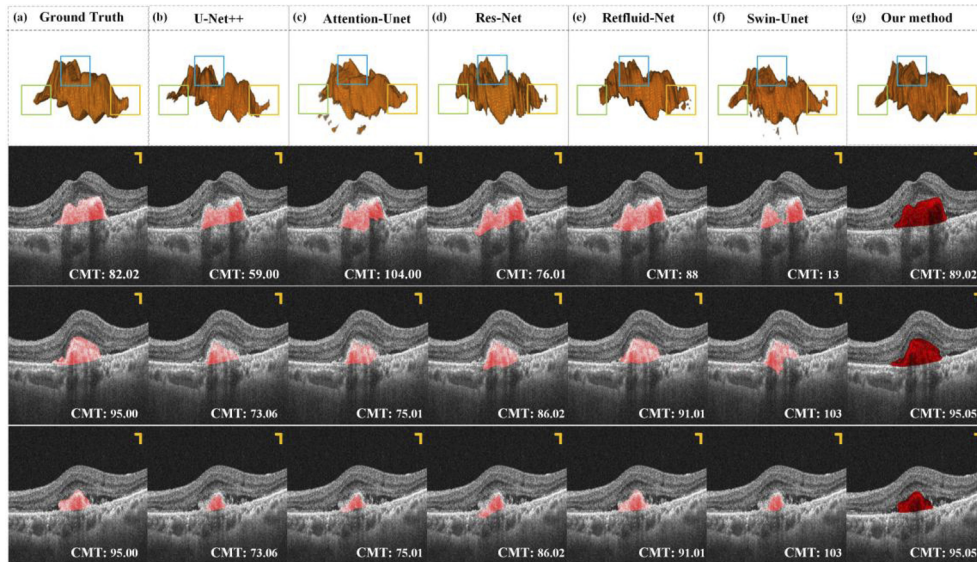 (a) Ground Truth (b) U-Net++ (c) Attention-Unet (d) Res-Net (e) Retfluid-Net (f) Swin-Unet (g) Our method
CMT: 82.02 CMT: 59.00 CMT: 104.00 CMT: 76.01 CMT: 88 CMT: 13 CMT: 89.02
CMT: 95.00 CMT: 73.06 CMT: 75.01 CMT: 86.02 CMT: 91.01 CMT: 103 CMT: 95.05
CMT: 95.00 CMT: 73.06 CMT: 75.01 CMT: 86.02 CMT: 91.01 CMT: 103 CMT: 95.05